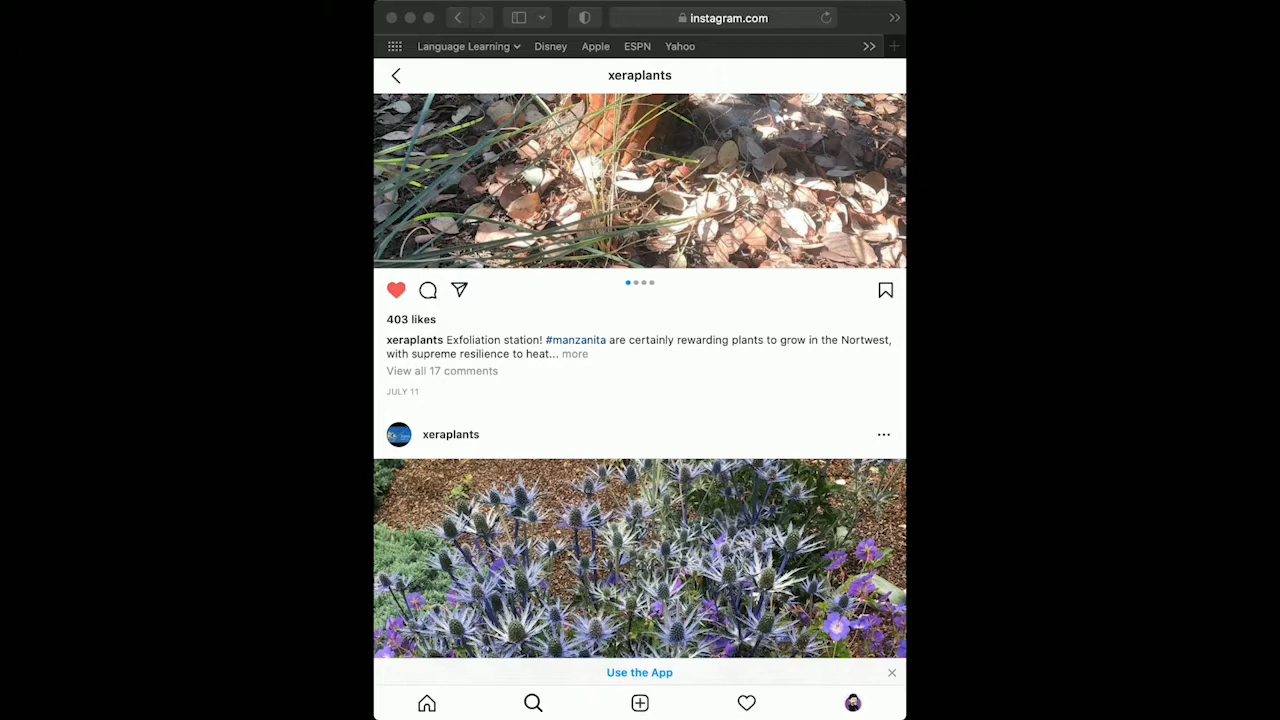 instagram.com
Language Learning Disney Apple ESPN Yahoo
xeraplants
403 likes
xeraplants Exfoliation station! #manzanita are certainly rewarding plants to grow in the Nortwest,
with supreme resilience to heat... more
View all 17 comments
JULY 11
xeraplants
Use the App